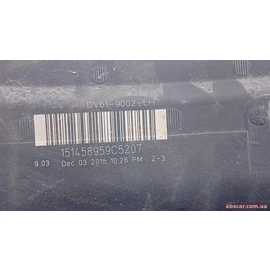 DV61-9002-LH
151458959C5207
9.03 Dec 03 2015 10:26 PM 2-3
abscar.com.ua